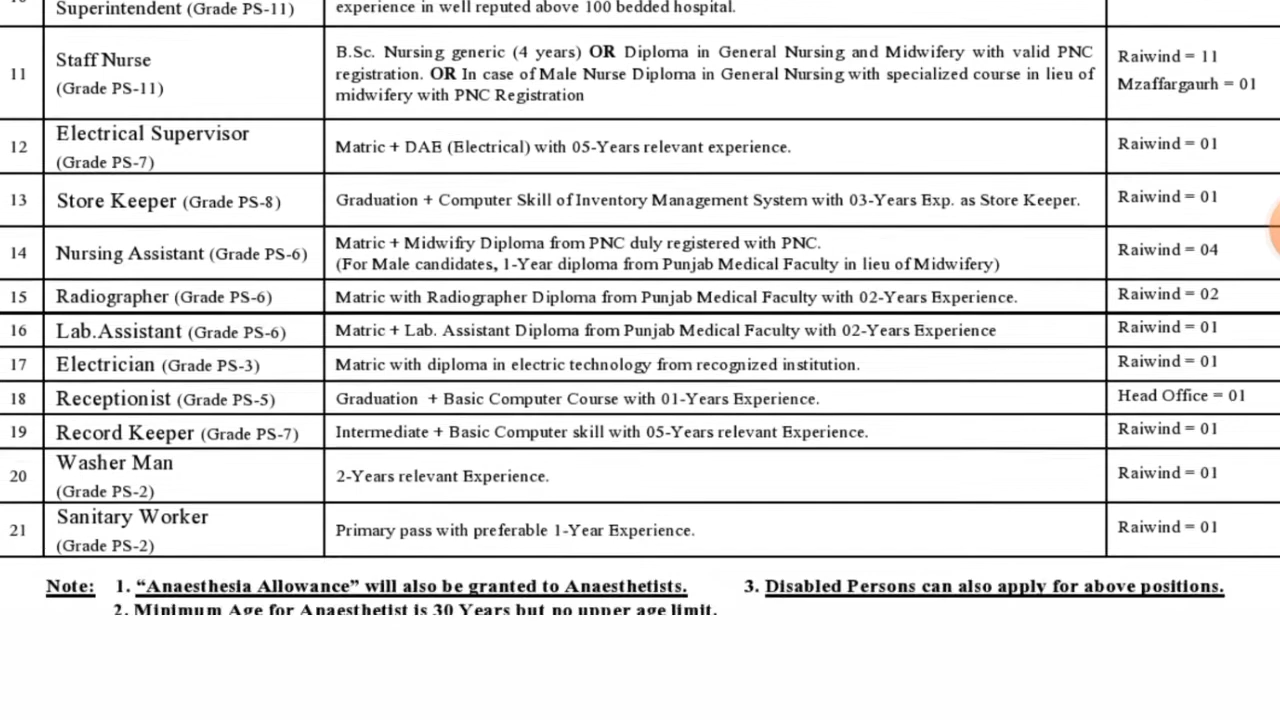 Superintendent (Grade PS-11) experience in well reputed above 100 bedded hospital.
11 Staff Nurse (Grade PS-11)
B.Sc. Nursing generic (4 years) OR Diploma in General Nursing and Midwifery with valid PNC
registration. OR In case of Male Nurse Diploma in General Nursing with specialized course in lieu of
midwifery with PNC Registration
Raiwind = 11
Mzaffargaurh = 01
12 Electrical Supervisor
(Grade PS-7)
Matric + DAE (Electrical) with 05-Years relevant experience.
Raiwind = 01
13 Store Keeper (Grade PS-8) Graduation + Computer Skill of Inventory Management System with 03-Years Exp. as Store Keeper. Raiwind = 01
14 Nursing Assistant (Grade PS-6)
Matric + Midwifry Diploma from PNC duly registered with PNC.
(For Male candidates, 1-Year diploma from Punjab Medical Faculty in lieu of Midwifery)
Raiwind = 04
15 Radiographer (Grade PS-6) Matric with Radiographer Diploma from Punjab Medical Faculty with 02-Years Experience. Raiwind = 02
16 Lab.Assistant (Grade PS-6) Matric + Lab. Assistant Diploma from Punjab Medical Faculty with 02-Years Experience Raiwind = 01
17 Electrician (Grade PS-3) Matric with diploma in electric technology from recognized institution. Raiwind = 01
18 Receptionist (Grade PS-5) Graduation + Basic Computer Course with 01-Years Experience. Head Office = 01
19 Record Keeper (Grade PS-7) Intermediate + Basic Computer skill with 05-Years relevant Experience. Raiwind = 01
20 Washer Man
(Grade PS-2)
2-Years relevant Experience.
Raiwind = 01
21 Sanitary Worker
(Grade PS-2)
Primary pass with preferable 1-Year Experience.
Raiwind = 01
Note: 1. “Anaesthesia Allowance” will also be granted to Anaesthetists. 3. Disabled Persons can also apply for above positions.
2. Minimum Age for Anaesthetist is 30 Years but no upper age limit.